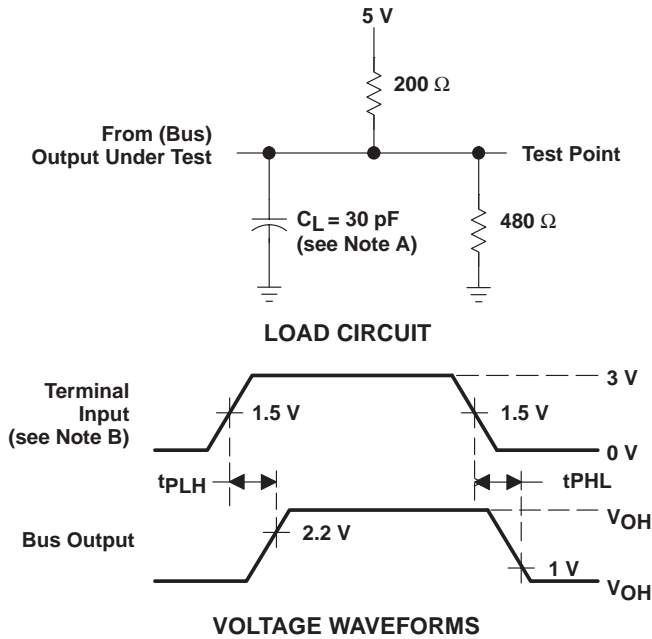 5 V
200 Ω
From (Bus)
Output Under Test
Test Point
CL = 30 pF
(see Note A)
480 Ω
LOAD CIRCUIT
Terminal
Input
(see Note B)
3 V
1.5 V
1.5 V
0 V
tPLH
tPHL
Bus Output
VOH
2.2 V
1 V
VOH
VOLTAGE WAVEFORMS